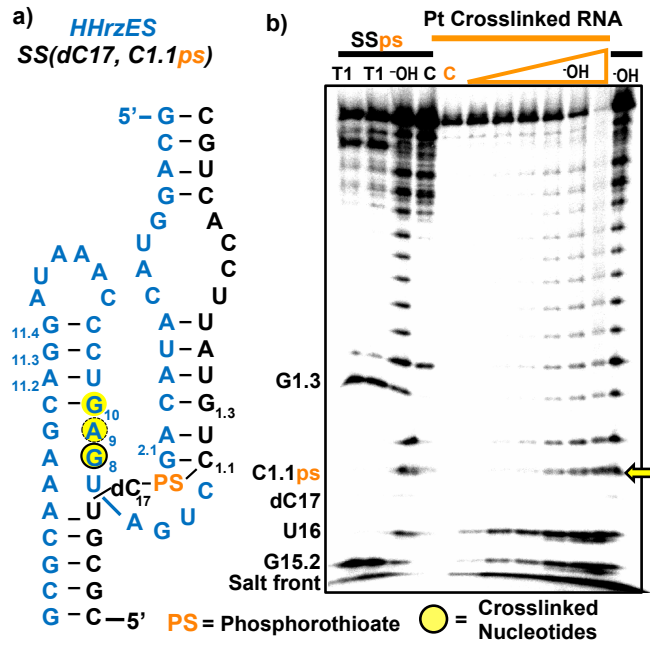 a)
HHrzES
SS(dC17, C1.1ps)
5'–G – C
C – G
A – U
G – C
G A
U C
A C
C U
A – U
U – A
A – U
C – G 1.3
A – U
2.1 G C 1.1
dC17 -PS-
C
U
G
A
A A A
U A
A C
11.4 G – C
11.3 G – C
11.2 A – U
C – G 10
G A 9
A G 8
A U
A – U
C – G
G – C
C – G
G – C –5'
b)
Pt Crosslinked RNA
SSps
T1 T1 -OH C C -OH -OH
G1.3
C1.1ps
dC17
U16
G15.2
Salt front
PS = Phosphorothioate
= Crosslinked
Nucleotides